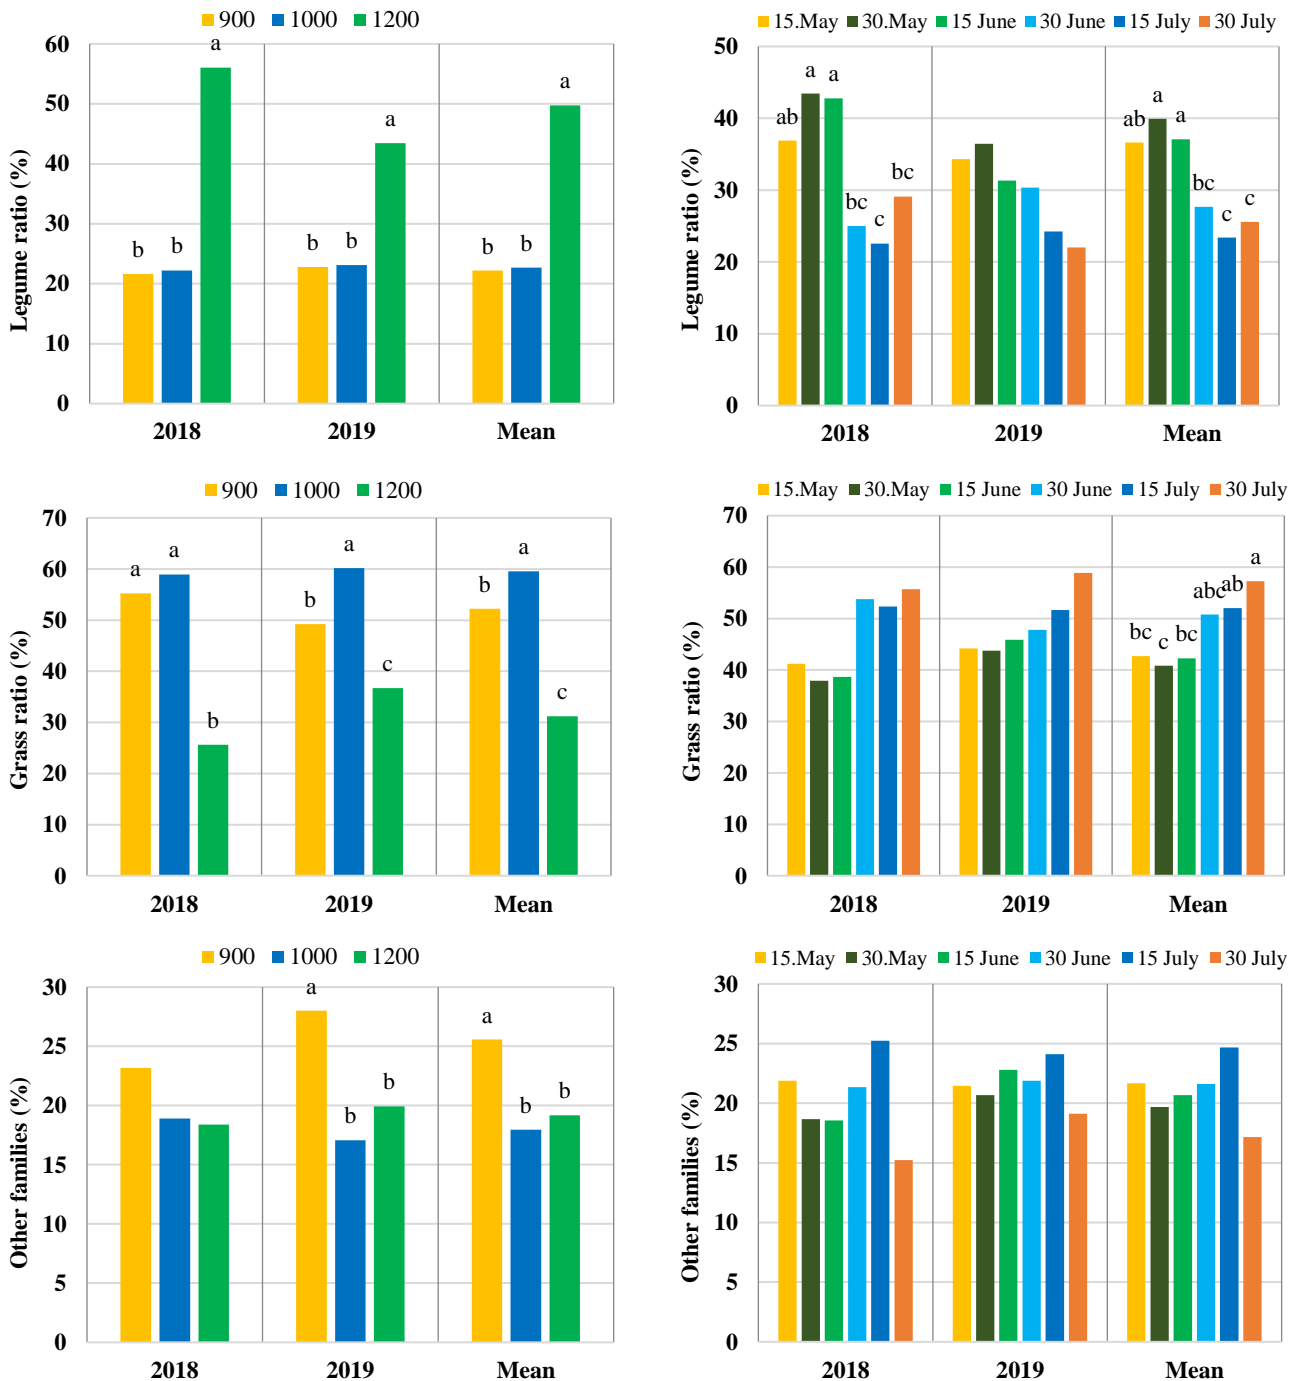 900 1000 1200
Legume ratio (%)
60
50
40
30
20
10
0
b b a
b b a
b b a
2018 2019 Mean
15.May 30.May 15 June 30 June 15 July 30 July
Legume ratio (%)
50
40
30
20
10
0
ab a a bc c bc
ab a a bc c c
2018 2019 Mean
900 1000 1200
Grass ratio (%)
70
60
50
40
30
20
10
0
a a b
b a c
b a c
2018 2019 Mean
15.May 30.May 15 June 30 June 15 July 30 July
Grass ratio (%)
70
60
50
40
30
20
10
0
bc c bc abc ab a
2018 2019 Mean
900 1000 1200
Other families (%)
30
25
20
15
10
5
0
a b b
a b b
2018 2019 Mean
15.May 30.May 15 June 30 June 15 July 30 July
Other families (%)
30
25
20
15
10
5
0
2018 2019 Mean